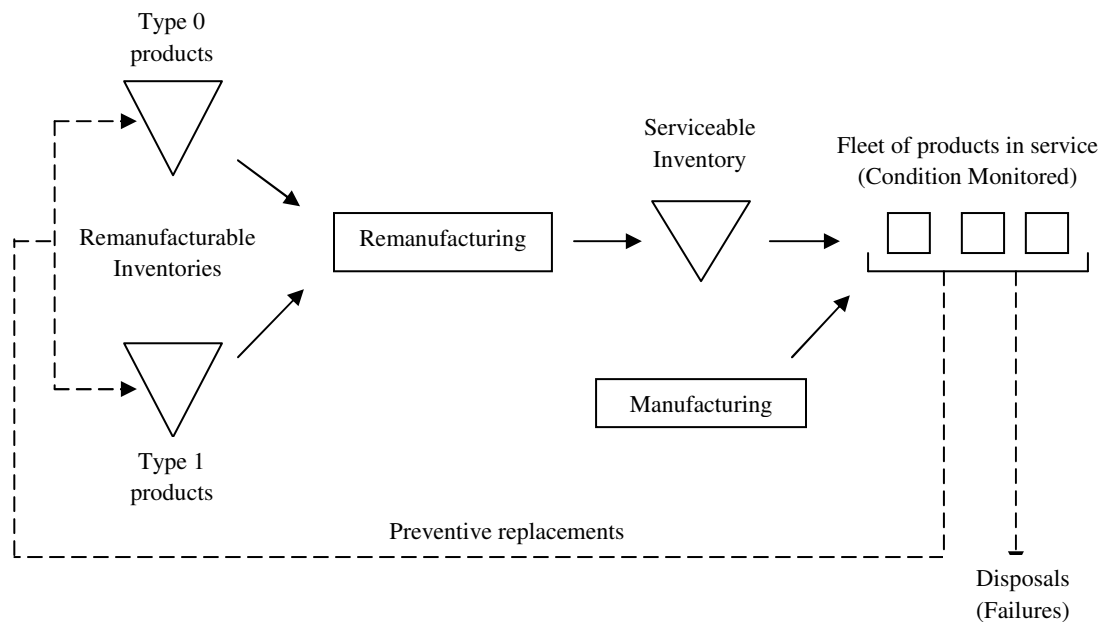 Type 0
products
Serviceable
Inventory
Fleet of products in service
(Condition Monitored)
Remanufacturable
Inventories
Remanufacturing
Manufacturing
Type 1
products
Preventive replacements
Disposals
(Failures)